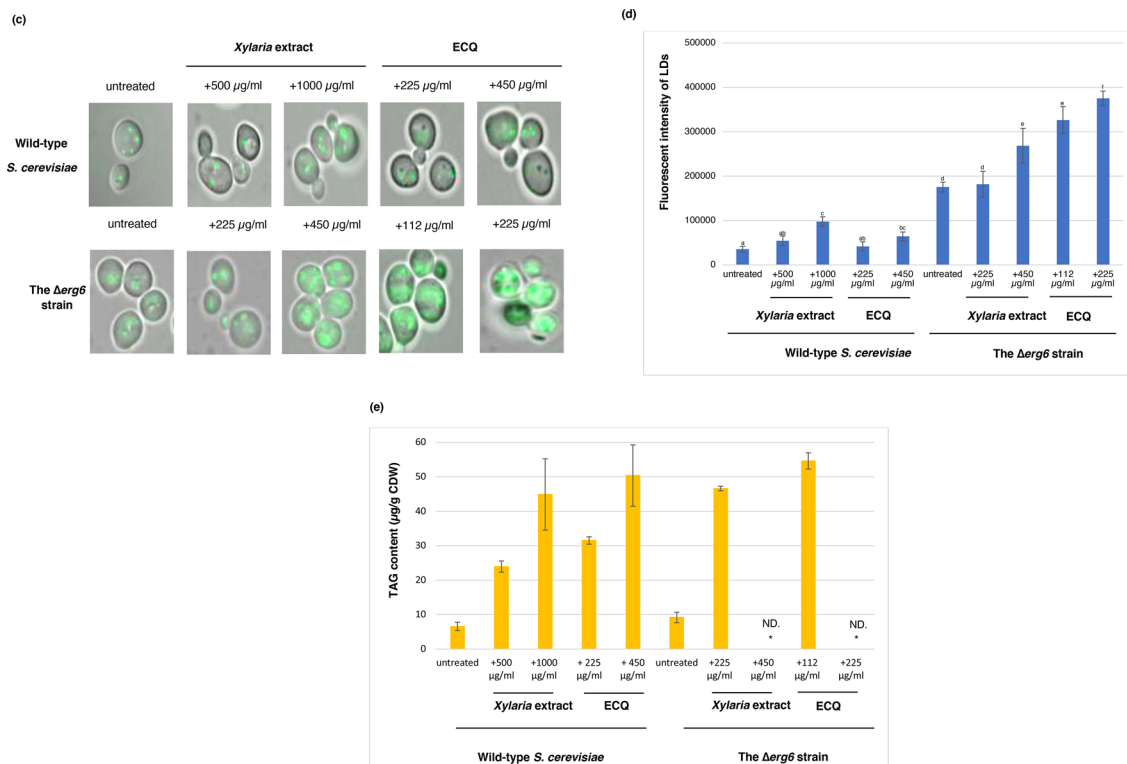 (c)
Xylaria extract
ECQ
untreated
+500 µg/ml
+1000 µg/ml
+225 µg/ml
+450 µg/ml
Wild-type
S. cerevisiae
untreated
+225 µg/ml
+450 µg/ml
+112 µg/ml
+225 µg/ml
The Δerg6
strain
(d)
Fluorescent intensity of LDs
500000
400000
300000
200000
100000
0
a
ab
c
ab
bc
d
d
e
e
f
untreated
+500
µg/ml
+1000
µg/ml
+225
µg/ml
+450
µg/ml
untreated
+225
µg/ml
+450
µg/ml
+112
µg/ml
+225
µg/ml
Xylaria extract
ECQ
Xylaria extract
ECQ
Wild-type S. cerevisiae
The Δerg6 strain
(e)
TAG content (µg/g CDW)
60
50
40
30
20
10
0
ND.
*
ND.
*
untreated
+500
µg/ml
+1000
µg/ml
+ 225
µg/ml
+ 450
µg/ml
untreated
+225
µg/ml
+450
µg/ml
+112
µg/ml
+225
µg/ml
Xylaria extract
ECQ
Xylaria extract
ECQ
Wild-type S. cerevisiae
The Δerg6 strain